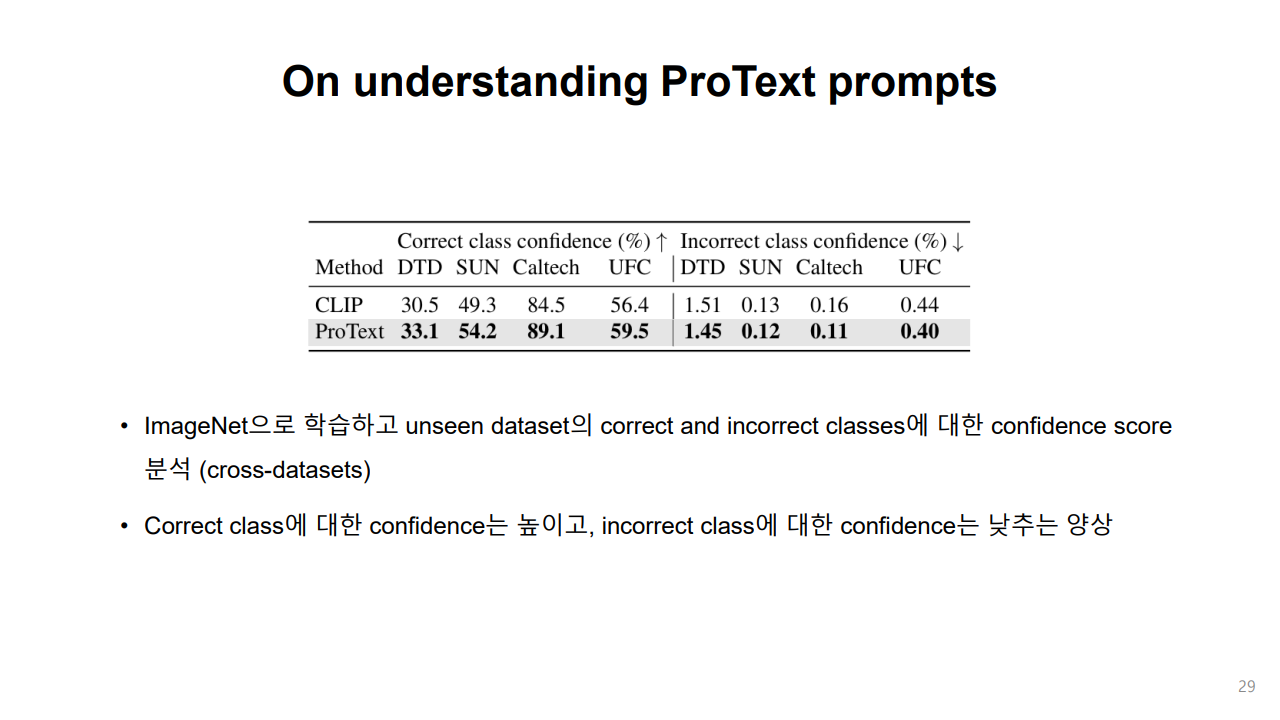 On understanding ProText prompts
Correct class confidence (%) ↑ Incorrect class confidence (%) ↓
Method DTD SUN Caltech UFC DTD SUN Caltech UFC
CLIP 30.5 49.3 84.5 56.4 1.51 0.13 0.16 0.44
ProText 33.1 54.2 89.1 59.5 1.45 0.12 0.11 0.40
• ImageNet으로 학습하고 unseen dataset의 correct and incorrect classes에 대한 confidence score
분석 (cross-datasets)
• Correct class에 대한 confidence는 높이고, incorrect class에 대한 confidence는 낮추는 양상
29